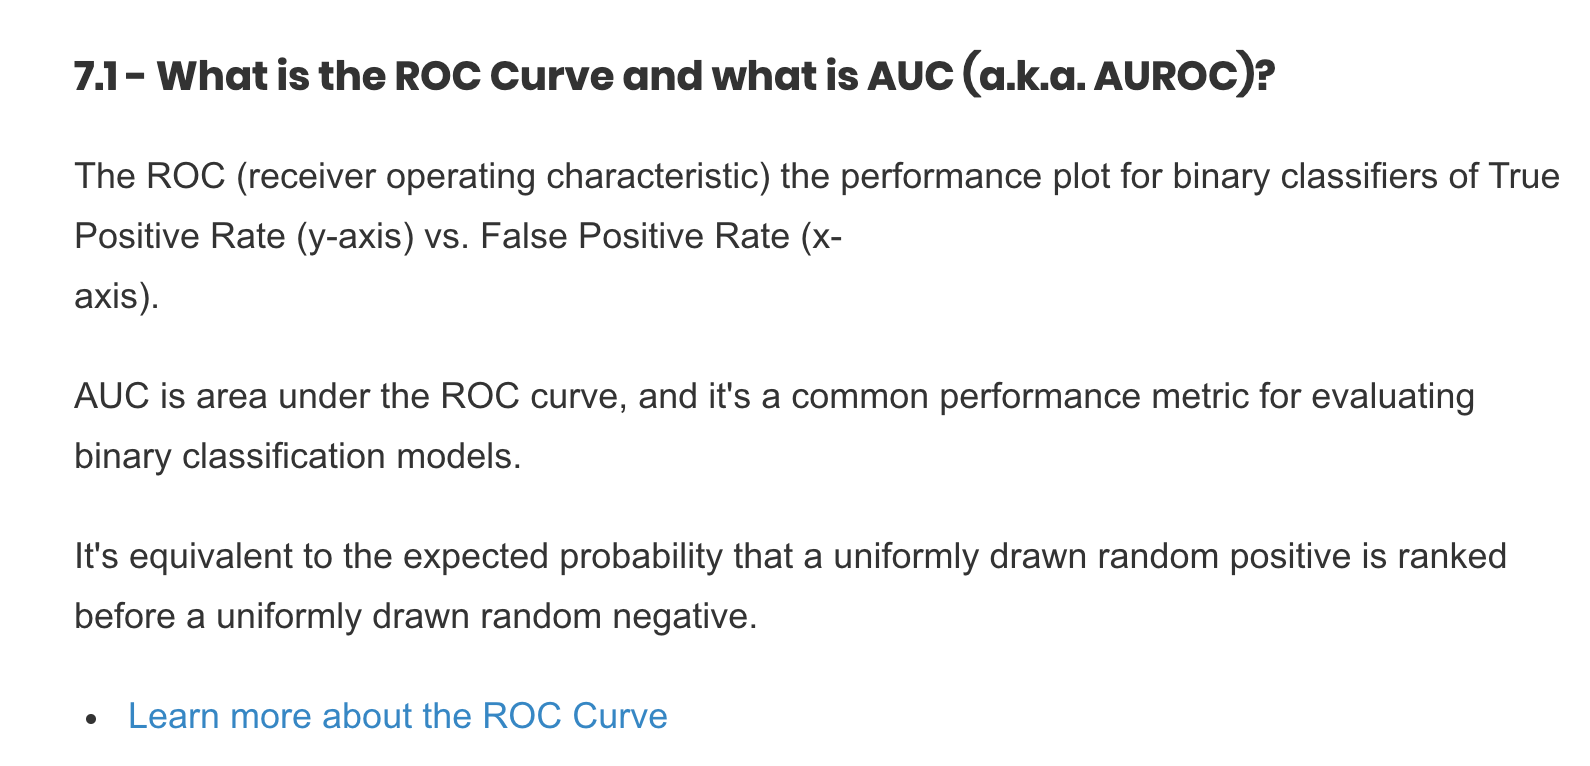 7.1 - What is the ROC Curve and what is AUC (a.k.a. AUROC)?
The ROC (receiver operating characteristic) the performance plot for binary classifiers of True
Positive Rate (y-axis) vs. False Positive Rate (x-
axis).
AUC is area under the ROC curve, and it's a common performance metric for evaluating
binary classification models.
It's equivalent to the expected probability that a uniformly drawn random positive is ranked
before a uniformly drawn random negative.
• Learn more about the ROC Curve